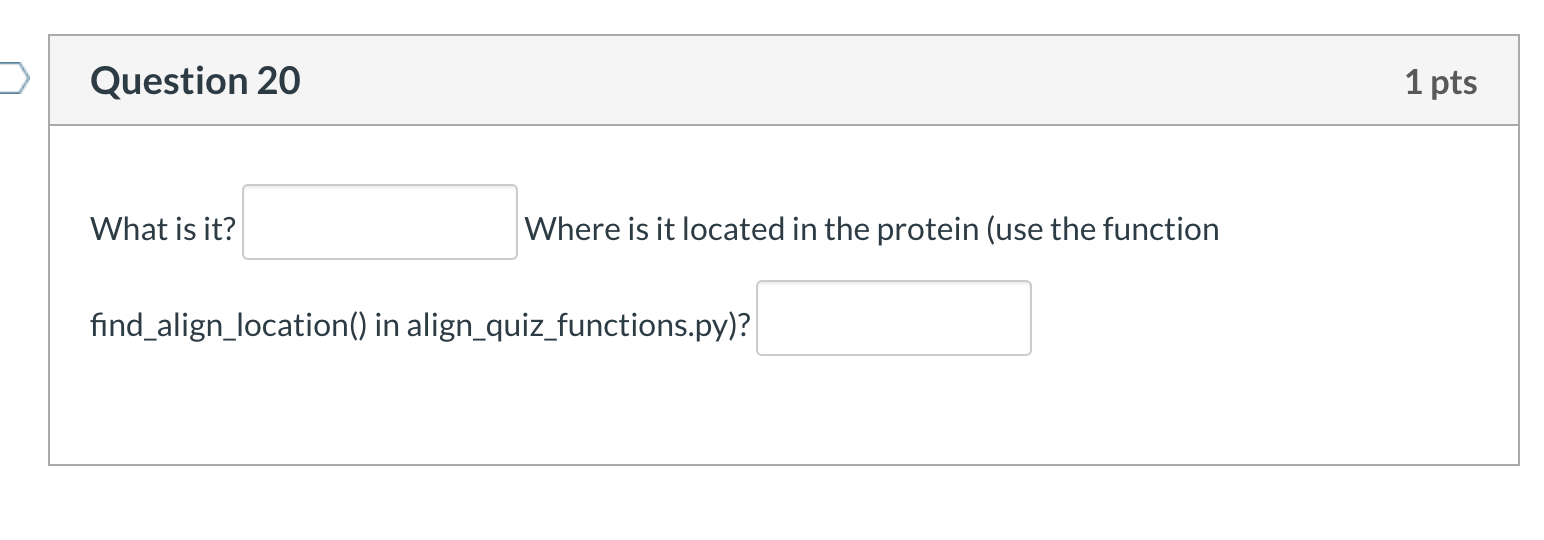 Question 20
1 pts
What is it? Where is it located in the protein (use the function
find_align_location() in align_quiz_functions.py)?